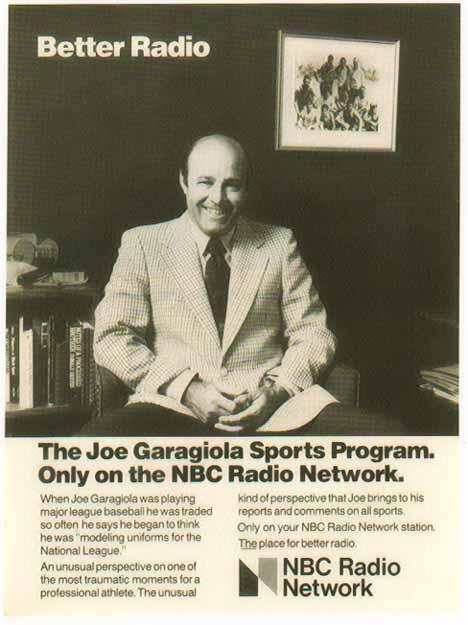 Better Radio
The Joe Garagiola Sports Program.
Only on the NBC Radio Network.
When Joe Garagiola was playing
major league baseball he was traded
so often he says he began to think
he was "modeling uniforms for the
National League."
An unusual perspective on one of
the most traumatic moments for a
professional athlete. The unusual
kind of perspective that Joe brings to his
reports and comments on all sports.
Only on your NBC Radio Network station.
The place for better radio.
NBC Radio
Network